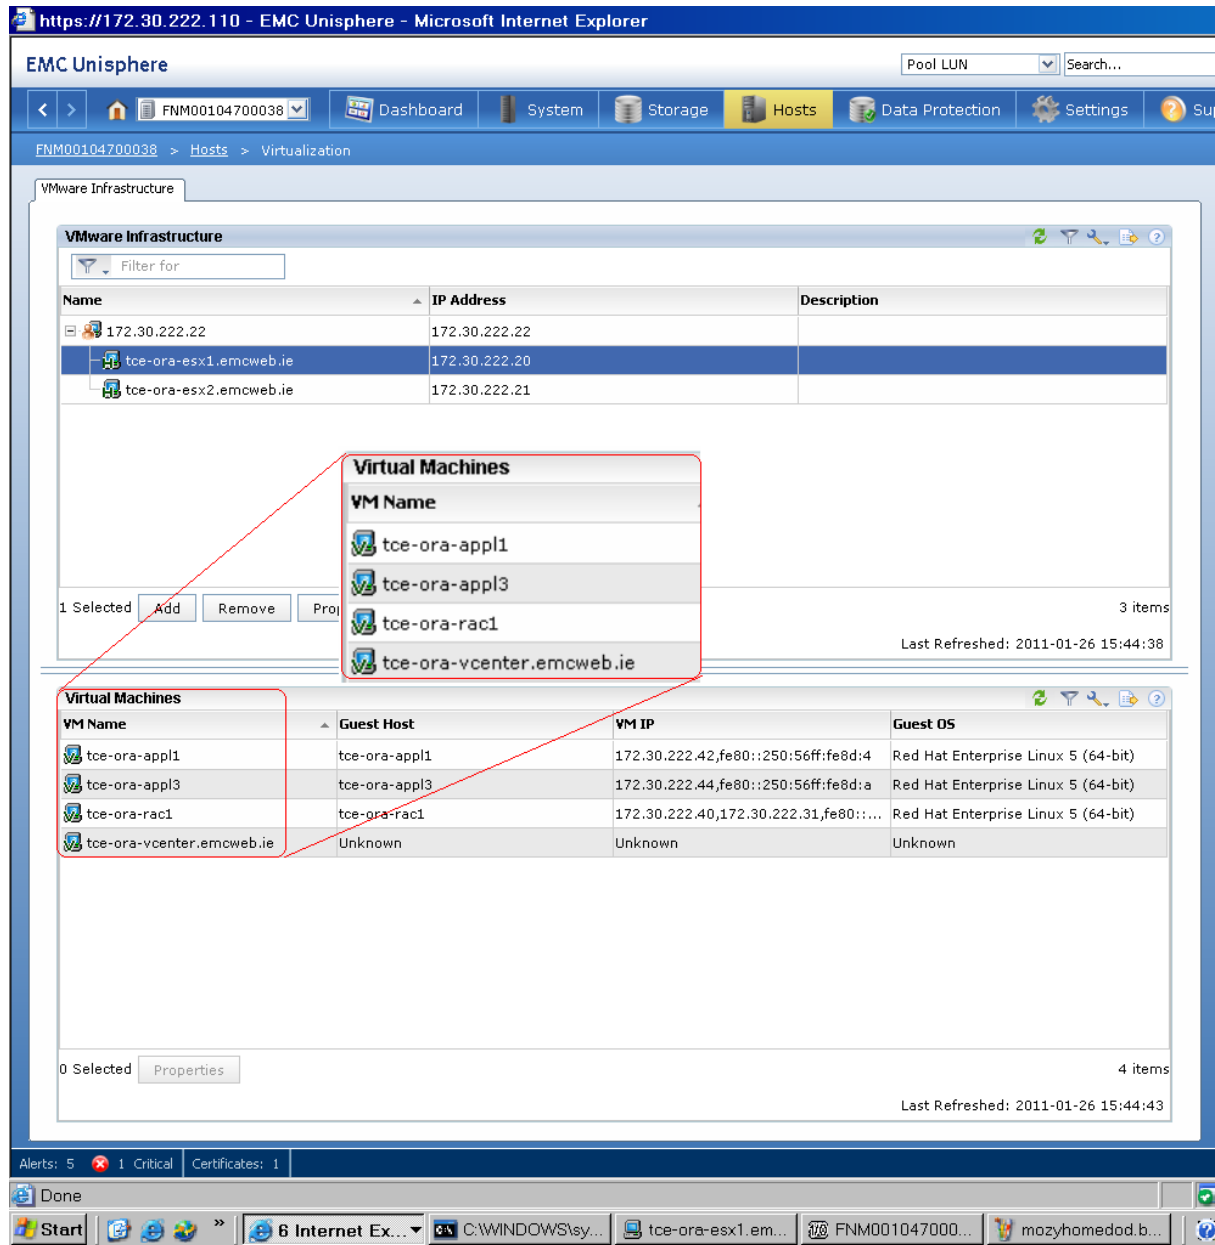 https://172.30.222.110 - EMC Unisphere - Microsoft Internet Explorer
EMC Unisphere
Pool LUN
Search...
FNM00104700038
Dashboard
System
Storage
Hosts
Data Protection
Settings
FNM00104700038 > Hosts > Virtualization
VMware Infrastructure
VMware Infrastructure
Filter for
Name IP Address Description
172.30.222.22 172.30.222.22
tce-ora-esx1.emcweb.ie 172.30.222.20
tce-ora-esx2.emcweb.ie 172.30.222.21
Virtual Machines
VM Name
tce-ora-appl1
tce-ora-appl3
tce-ora-rac1
tce-ora-vcenter.emcweb.ie
1 Selected Add Remove 3 items
Last Refreshed: 2011-01-26 15:44:38
Virtual Machines
VM Name Guest Host VM IP Guest OS
tce-ora-appl1 tce-ora-appl1 172.30.222.42,fe80::250:56ff:fe8d:4 Red Hat Enterprise Linux 5 (64-bit)
tce-ora-appl3 tce-ora-appl3 172.30.222.44,fe80::250:56ff:fe8d:a Red Hat Enterprise Linux 5 (64-bit)
tce-ora-rac1 tce-ora-rac1 172.30.222.40,172.30.222.31,fe80::... Red Hat Enterprise Linux 5 (64-bit)
tce-ora-vcenter.emcweb.ie Unknown Unknown Unknown
0 Selected Properties 4 items
Last Refreshed: 2011-01-26 15:44:43
Alerts: 5 1 Critical Certificates: 1
Done
Start » 6 Internet Ex... C:\WINDOWS\sy... tce-ora-esx1.em... FNM001047000... mozyhomedod.b...